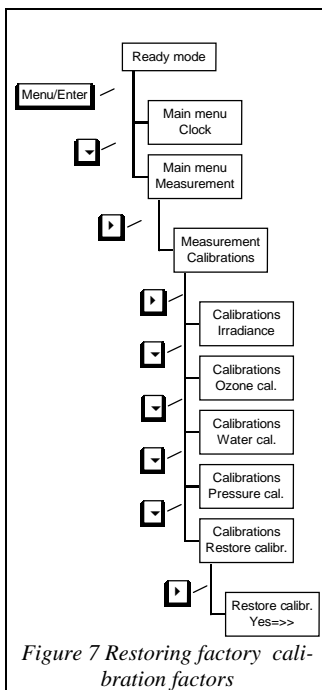 Ready mode
Menu/Enter
Main menu
Clock
Main menu
Measurement
Measurement
Calibrations
Calibrations
Irradiance
Calibrations
Ozone cal.
Calibrations
Water cal.
Calibrations
Pressure cal.
Calibrations
Restore calibr.
Restore calibr.
Yes=>>
Figure 7 Restoring factory cali-
bration factors